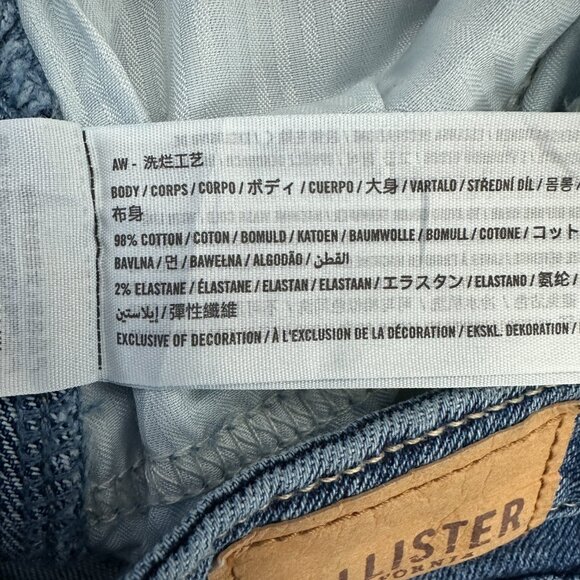 AW - 洗烂工艺
BODY / CORPS / CORPO / ボディ / CUERPO / 大身 / VARTALO / STŘEDNÍ DÍL / 몸통
布身
98% COTTON / COTON / BOMULD / KATOEN / BAUMWOLLE / BOMULL / COTONE / コット
BAVLNA / 면 / BAWEŁNA / ALGODÃO / القطن
2% ELASTANE / ÉLASTANE / ELASTAN / ELASTAAN / エラスタン / ELASTANO / 氨纶 /
إيلاستين / 彈性纖維
EXCLUSIVE OF DECORATION / À L'EXCLUSION DE LA DÉCORATION / EKSKL. DEKORATION /
LLISTER